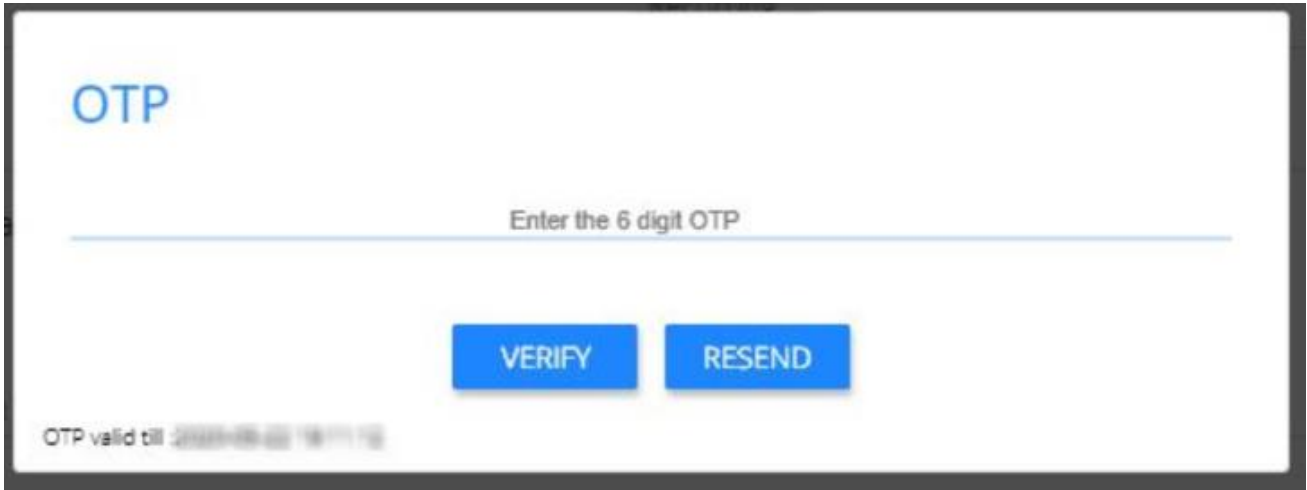 OTP
Enter the 6 digit OTP
VERIFY RESEND
OTP valid till :